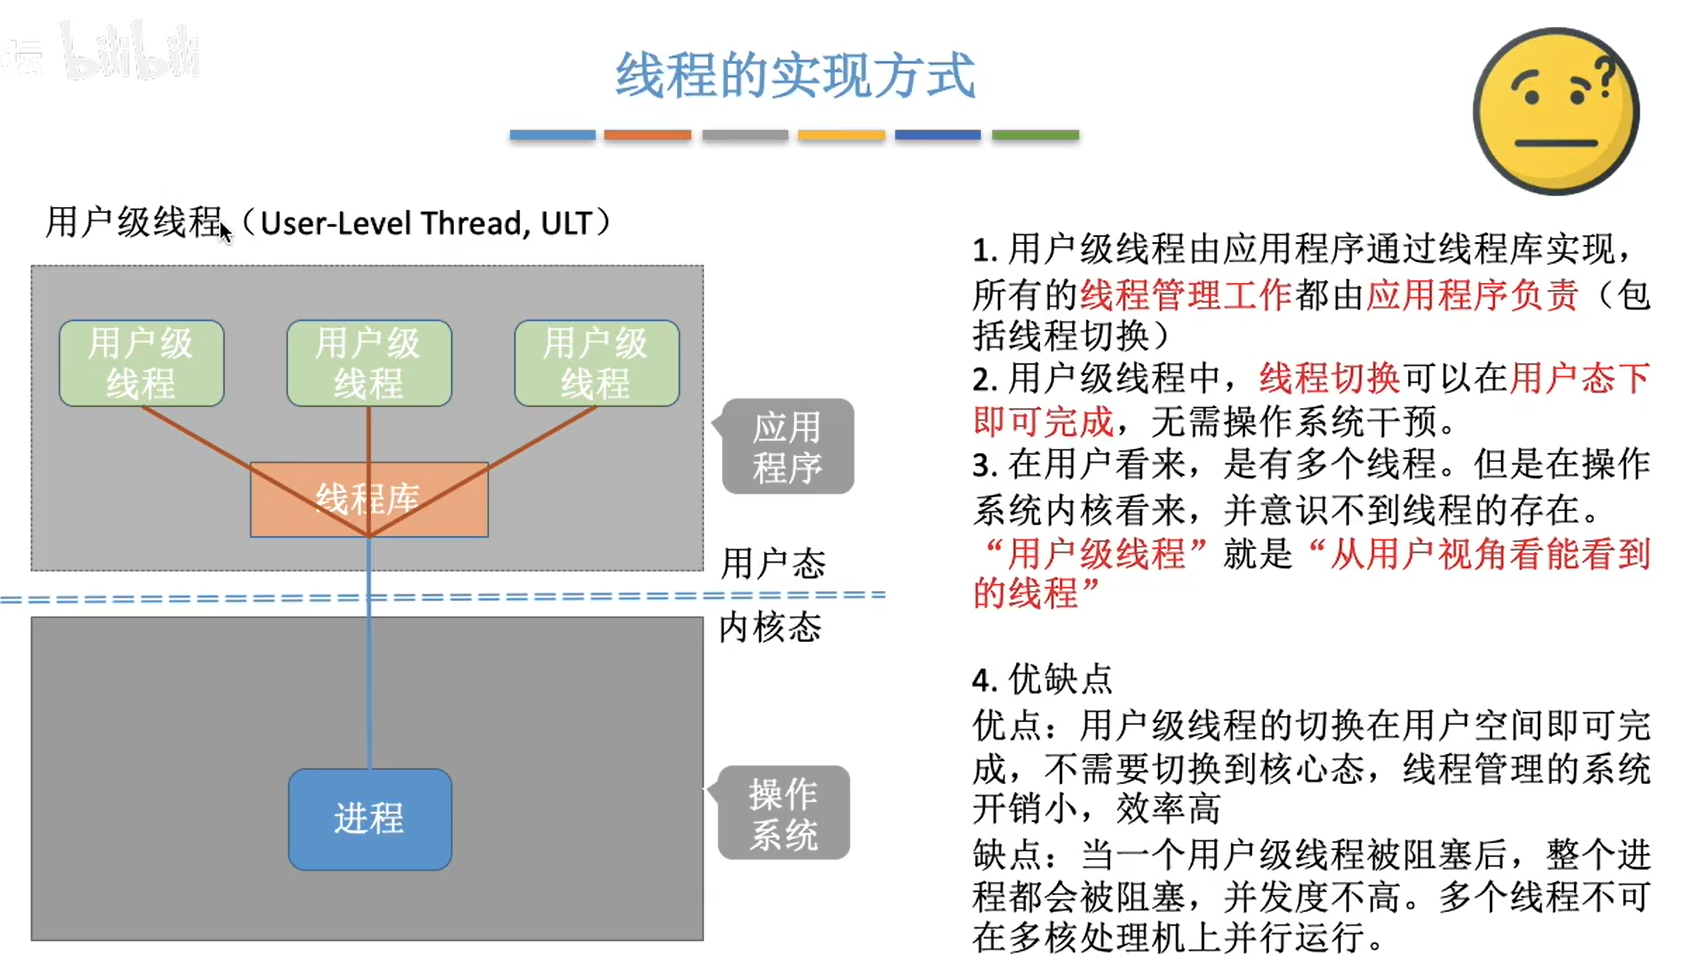 坛 bilibili
线程的实现方式
?
用户级线程（User-Level Thread, ULT）
用户级
线程
用户级
线程
用户级
线程
线程库
应用
程序
用户态
内核态
进程
操作
系统
1. 用户级线程由应用程序通过线程库实现，
所有的线程管理工作都由应用程序负责（包
括线程切换）
2. 用户级线程中，线程切换可以在用户态下
即可完成，无需操作系统干预。
3. 在用户看来，是有多个线程。但是在操作
系统内核看来，并意识不到线程的存在。
“用户级线程”就是“从用户视角看能看到
的线程”
4. 优缺点
优点：用户级线程的切换在用户空间即可完
成，不需要切换到核心态，线程管理的系统
开销小，效率高
缺点：当一个用户级线程被阻塞后，整个进
程都会被阻塞，并发度不高。多个线程不可
在多核处理机上并行运行。